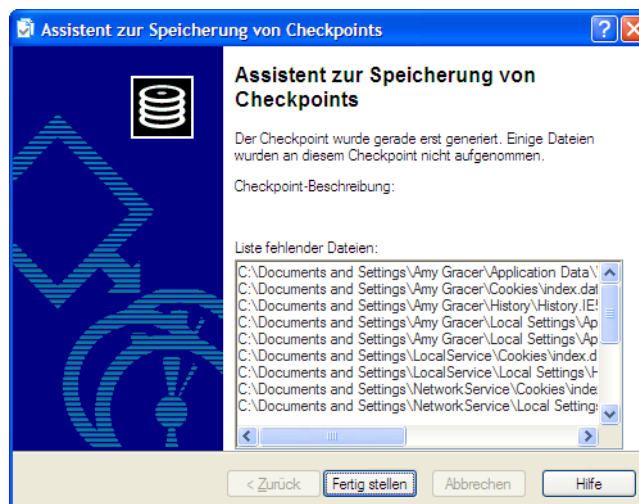 Assistent zur Speicherung von Checkpoints
Assistent zur Speicherung von
Checkpoints
Der Checkpoint wurde gerade erst generiert. Einige Dateien
wurden an diesem Checkpoint nicht aufgenommen.
Checkpoint-Beschreibung:
Liste fehlender Dateien:
C:\Documents and Settings\Amy Gracer\Application Data\
C:\Documents and Settings\Amy Gracer\Cookies\index.dat
C:\Documents and Settings\Amy Gracer\History\History.IE5
C:\Documents and Settings\Amy Gracer\Local Settings\Ap
C:\Documents and Settings\Amy Gracer\Local Settings\Ap
C:\Documents and Settings\LocalService\Cookies\index.d
C:\Documents and Settings\LocalService\Local Settings\H
C:\Documents and Settings\NetworkService\Cookies\inde
C:\Documents and Settings\NetworkService\Local Setting
< Zurück Fertig stellen Abbrechen Hilfe